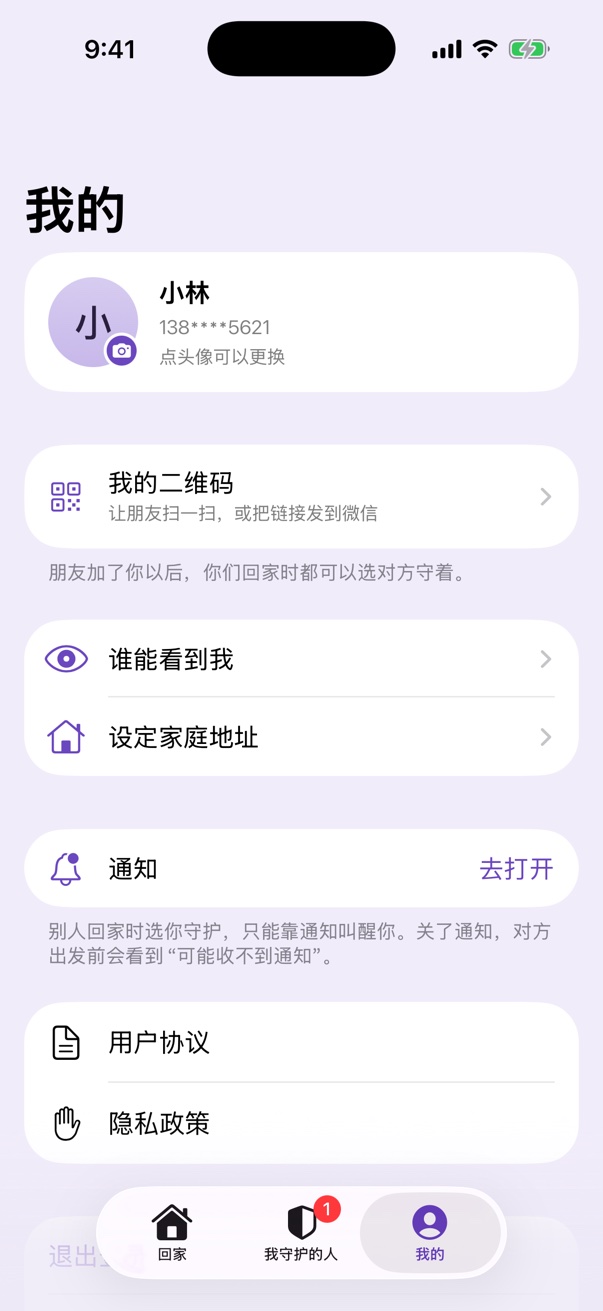 9:41
我的
小
小林
138****5621
点头像可以更换
我的二维码
让朋友扫一扫，或把链接发到微信
朋友加了你以后，你们回家时都可以选对方守着。
谁能看到我
设定家庭地址
通知
去打开
别人回家时选你守护，只能靠通知叫醒你。关了通知，对方
出发前会看到“可能收不到通知”。
用户协议
隐私政策
退出
1
回家
我守护的人
我的